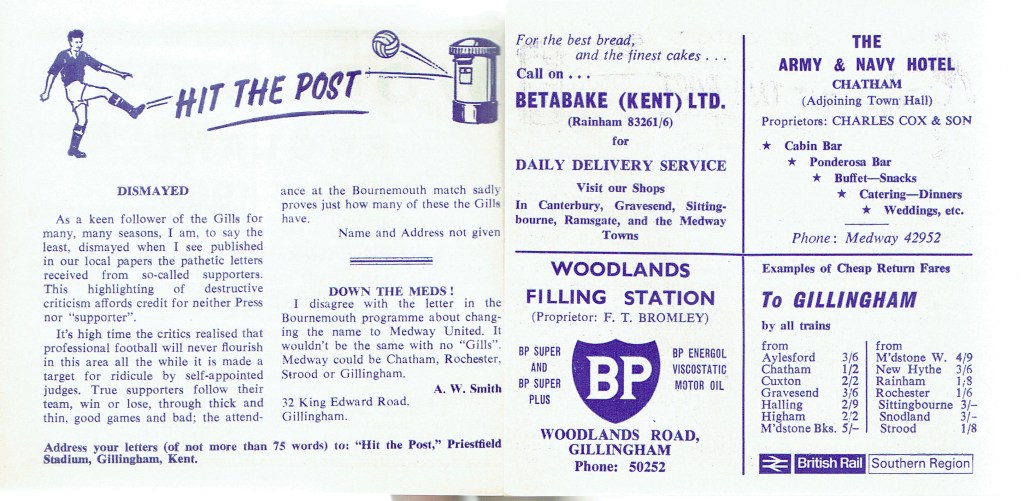 HIT THE POST
DISMAYED
As a keen follower of the Gills for
many, many seasons, I am, to say the
least, dismayed when I see published
in our local papers the pathetic letters
received from so-called supporters.
This highlighting of destructive
criticism affords credit for neither Press
nor "supporter".
It's high time the critics realised that
professional football will never flourish
in this area all the while it is made a
target for ridicule by self-appointed
judges. True supporters follow their
team, win or lose, through thick and
thin, good games and bad; the attend-
ance at the Bournemouth match sadly
proves just how many of these the Gills
have.
Name and Address not given
DOWN THE MEDS!
I disagree with the letter in the
Bournemouth programme about chang-
ing the name to Medway United. It
wouldn't be the same with no "Gills".
Medway could be Chatham, Rochester,
Strood or Gillingham.
A. W. Smith
32 King Edward Road,
Gillingham.
Address your letters (of not more than 75 words) to: "Hit the Post," Priestfield
Stadium, Gillingham, Kent.
For the best bread,
and the finest cakes . . .
Call on . . .
BETABAKE (KENT) LTD.
(Rainham 83261/6)
for
DAILY DELIVERY SERVICE
Visit our Shops
In Canterbury, Gravesend, Sitting-
bourne, Ramsgate, and the Medway
Towns
THE
ARMY & NAVY HOTEL
CHATHAM
(Adjoining Town Hall)
Proprietors: CHARLES COX & SON
★ Cabin Bar
★ Ponderosa Bar
★ Buffet—Snacks
★ Catering—Dinners
★ Weddings, etc.
Phone: Medway 42952
WOODLANDS
FILLING STATION
(Proprietor: F. T. BROMLEY)
BP SUPER
AND
BP SUPER
PLUS
BP
BP ENERGOL
VISCOSTATIC
MOTOR OIL
WOODLANDS ROAD,
GILLINGHAM
Phone: 50252
Examples of Cheap Return Fares
To GILLINGHAM
by all trains
from
Aylesford 3/6
Chatham 1/2
Cuxton 2/2
Gravesend 3/6
Halling 2/9
Higham 2/2
M'dstone Bks. 5/-
from
M'dstone W. 4/9
New Hythe 3/6
Rainham 1/8
Rochester 1/6
Sittingbourne 3/-
Snodland 3/-
Strood 1/8
British Rail Southern Region